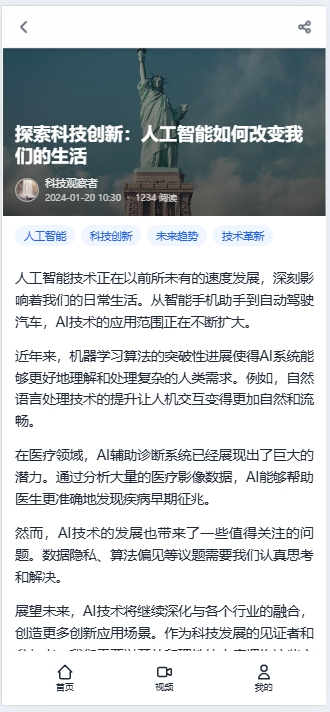 探索科技创新：人工智能如何改变我
们的生活
科技观察者
2024-01-20 10:30 · 1234 阅读
人工智能 科技创新 未来趋势 技术革新
人工智能技术正在以前所未有的速度发展，深刻影
响着我们的日常生活。从智能手机助手到自动驾驶
汽车，AI技术的应用范围正在不断扩大。
近年来，机器学习算法的突破性进展使得AI系统能
够更好地理解和处理复杂的人类需求。例如，自然
语言处理技术的提升让人机交互变得更加自然和流
畅。
在医疗领域，AI辅助诊断系统已经展现出了巨大的
潜力。通过分析大量的医疗影像数据，AI能够帮助
医生更准确地发现疾病早期征兆。
然而，AI技术的发展也带来了一些值得关注的问
题。数据隐私、算法偏见等议题需要我们认真思考
和解决。
展望未来，AI技术将继续深化与各个行业的融合，
创造更多创新应用场景。作为科技发展的见证者和
首页 视频 我的